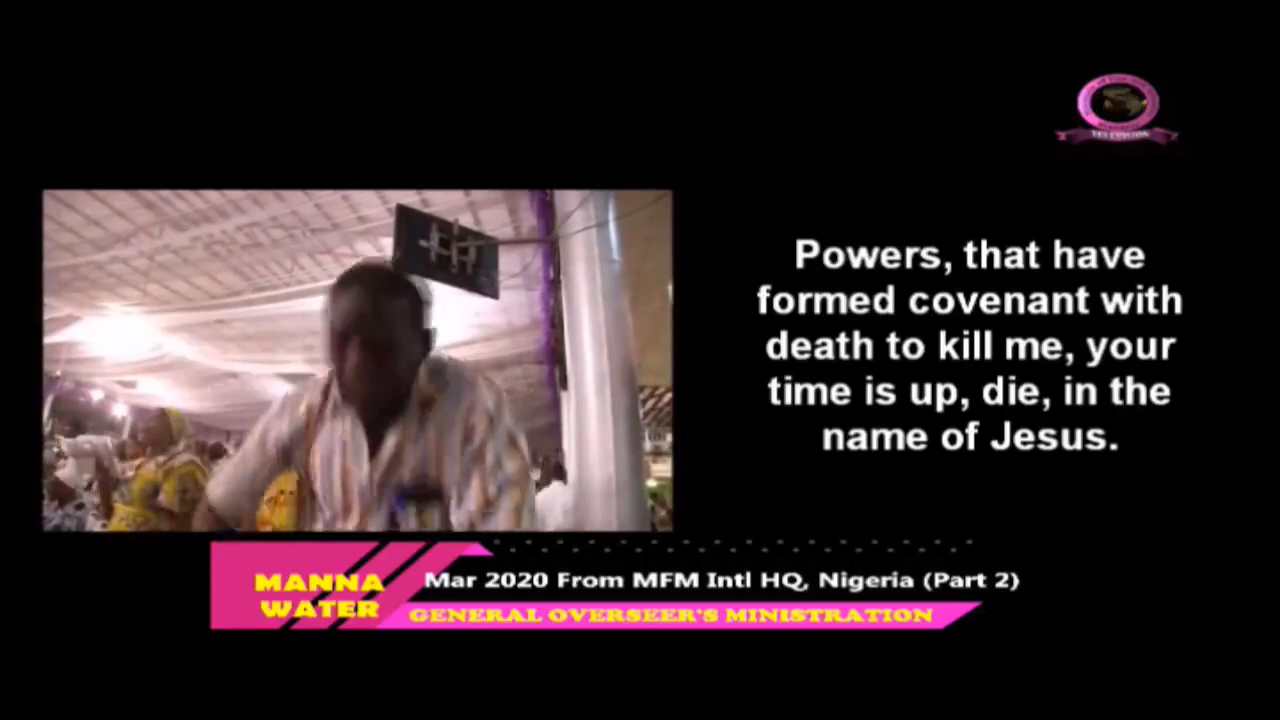 TELEVISION
Powers, that have
formed covenant with
death to kill me, your
time is up, die, in the
name of Jesus.
MANNA
WATER
Mar 2020 From MFM Intl HQ, Nigeria (Part 2)
GENERAL OVERSEER'S MINISTRATION